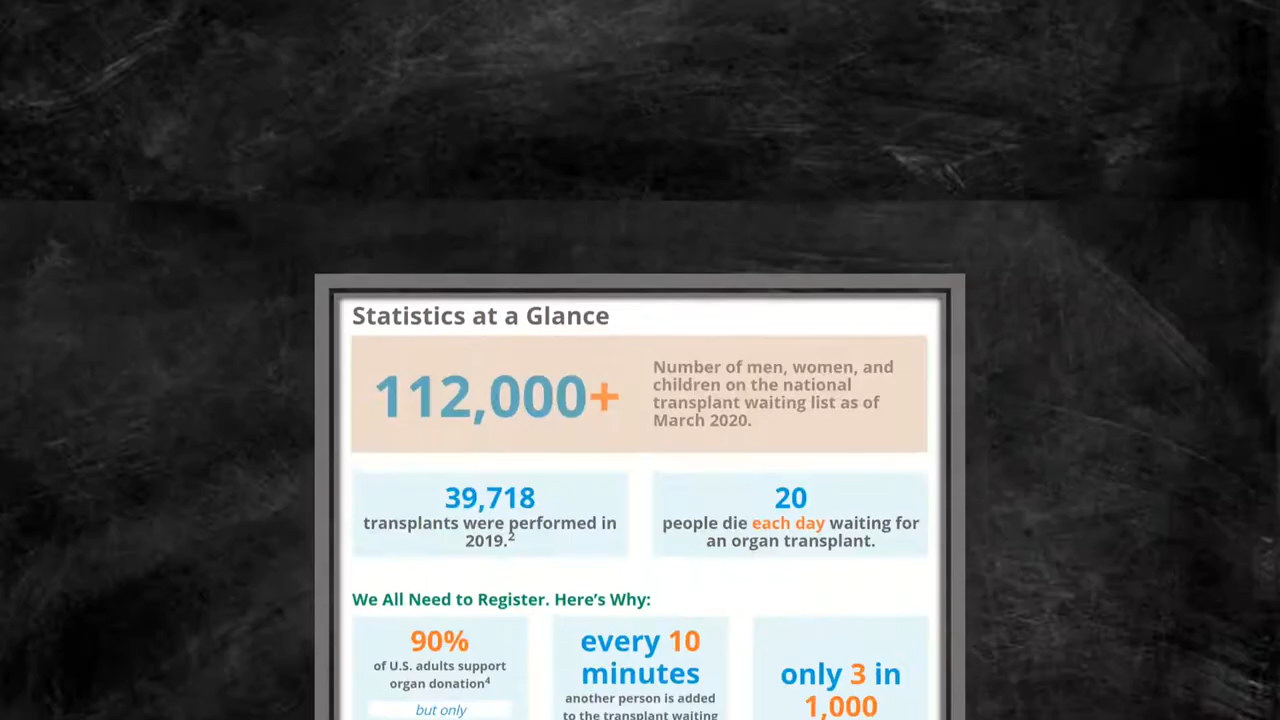 Statistics at a Glance
112,000+
Number of men, women, and
children on the national
transplant waiting list as of
March 2020.
39,718
transplants were performed in
2019.²
20
people die each day waiting for
an organ transplant.
We All Need to Register. Here’s Why:
90%
of U.S. adults support
organ donation⁴
but only
every 10
minutes
another person is added
to the transplant waiting
only 3 in
1,000